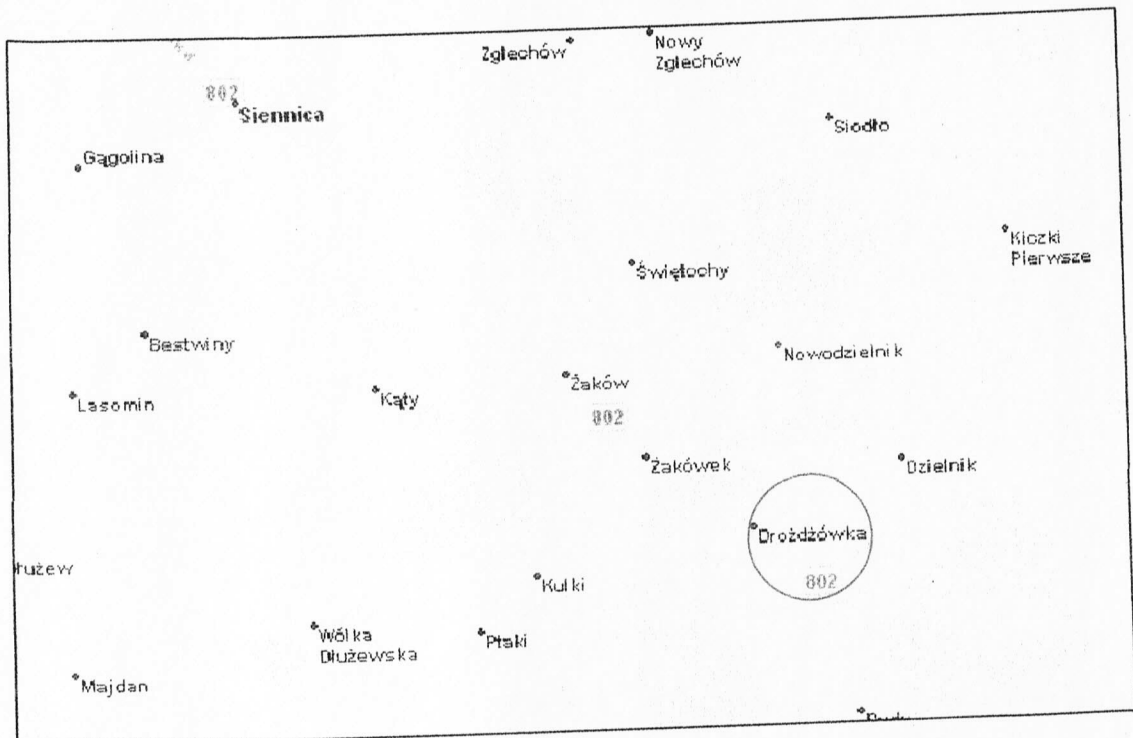 Zglechów
Nowy
Zglechów
802
Siennica
Siodło
Gągolina
Kiczki
Pierwsze
Świętochy
Bestwiny
Nowodzielnik
Żaków
Lasomin
Kąty
802
Żakówek
Dzielnik
Drożdżówka
802
Kulki
Wólka
Dłużewska
Ptaki
Majdan